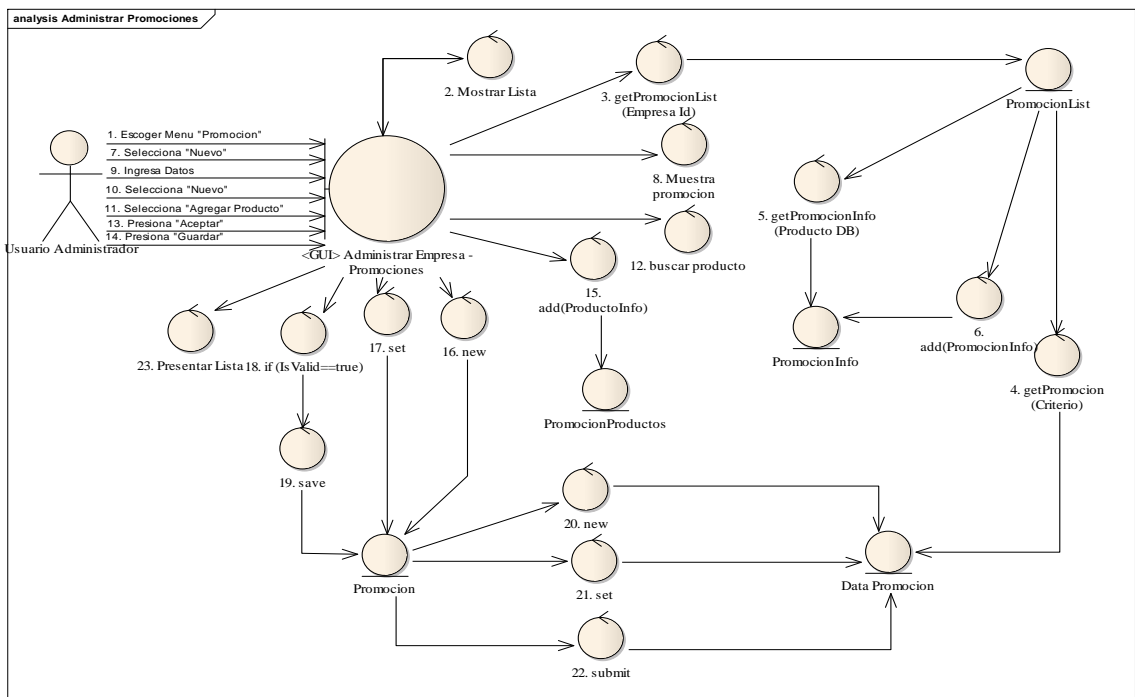 analysis Administrar Promociones
2. Mostrar Lista
3. getPromocionList
(Empresa Id)
PromocionList
1. Escoger Menu "Promocion"
7. Selecciona "Nuevo"
9. Ingresa Datos
10. Selecciona "Nuevo"
11. Selecciona "Agregar Producto"
13. Presiona "Aceptar"
14. Presiona "Guardar"
Usuario Administrador
<GUI> Administrar Empresa -
Promociones
8. Muestra
promocion
12. buscar producto
5. getPromocionInfo
(Producto DB)
15.
add(ProductoInfo)
6.
add(PromocionInfo)
PromocionInfo
4. getPromocion
(Criterio)
23. Presentar Lista
18. if (IsValid==true)
17. set
16. new
PromocionProductos
19. save
20. new
Promocion
21. set
Data Promocion
22. submit